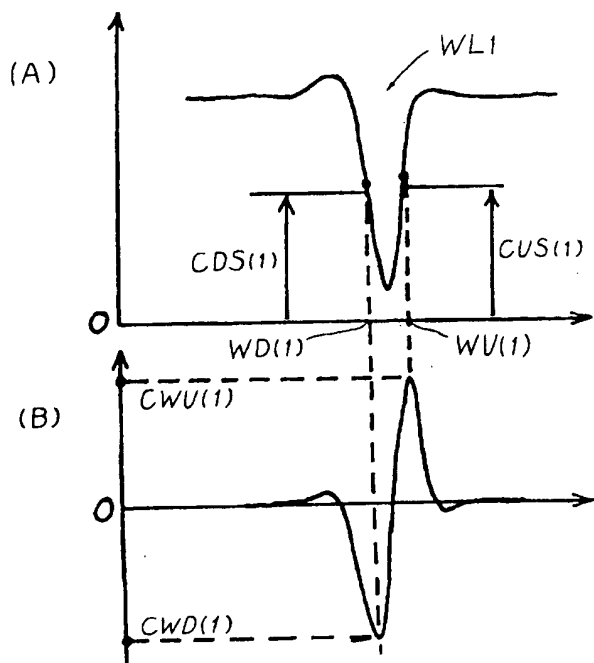 (A)
WL1
CDS(1)
CUS(1)
O
WD(1)
WU(1)
(B)
CWU(1)
O
CWD(1)